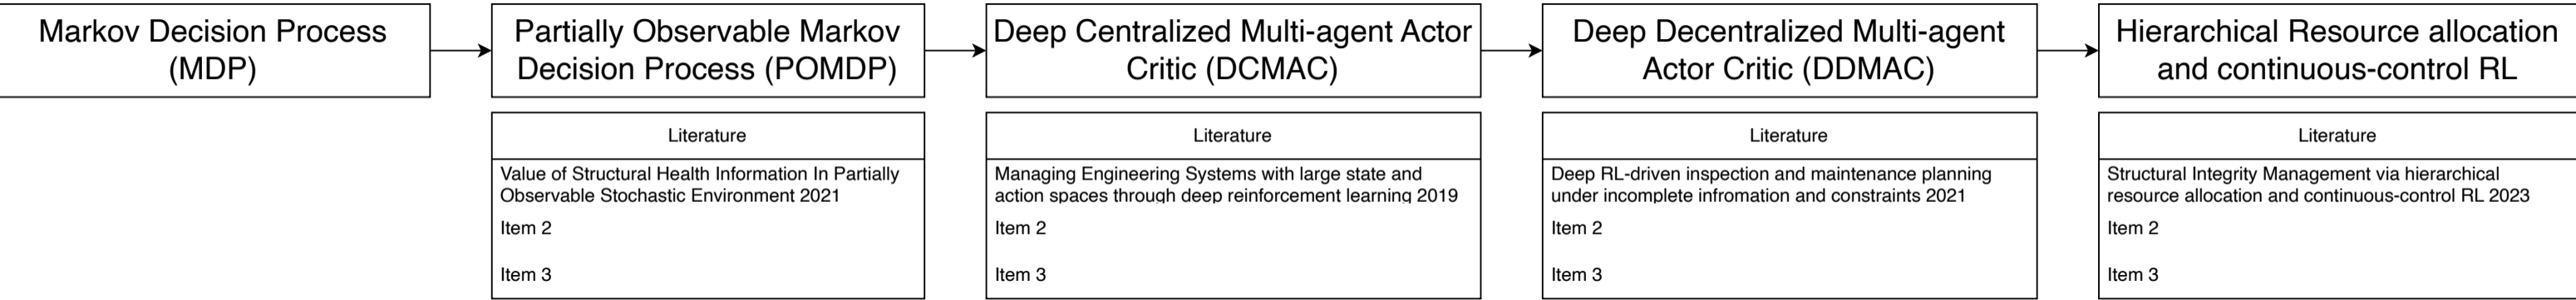 Markov Decision Process
(MDP)
Partially Observable Markov
Decision Process (POMDP)
Deep Centralized Multi-agent Actor
Critic (DCMAC)
Deep Decentralized Multi-agent
Actor Critic (DDMAC)
Hierarchical Resource allocation
and continuous-control RL
Literature
Value of Structural Health Information In Partially
Observable Stochastic Environment 2021
Item 2
Item 3
Literature
Managing Engineering Systems with large state and
action spaces through deep reinforcement learning 2019
Item 2
Item 3
Literature
Deep RL-driven inspection and maintenance planning
under incomplete infromation and constraints 2021
Item 2
Item 3
Literature
Structural Integrity Management via hierarchical
resource allocation and continuous-control RL 2023
Item 2
Item 3